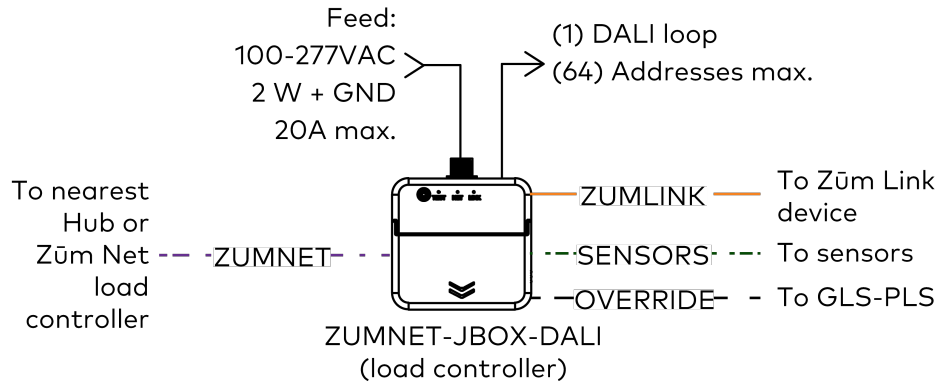 Feed:
100-277VAC
2 W + GND
20A max.
(1) DALI loop
(64) Addresses max.
To nearest
Hub or
Zūm Net
load
controller
ZUMNET
ZUMLINK
To Zūm Link
device
SENSORS
To sensors
OVERRIDE
To GLS-PLS
ZUMNET-JBOX-DALI
(load controller)